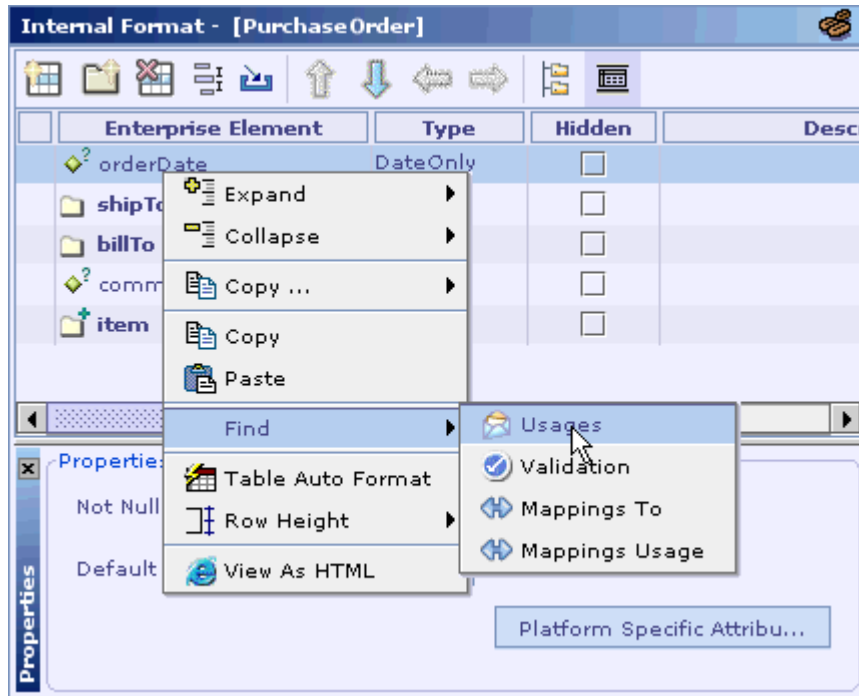 Internal Format - [PurchaseOrder]
Enterprise Element Type Hidden Desc
orderDate DateOnly
shipTo
billTo
comm
item
Expand
Collapse
Copy ...
Copy
Paste
Find
Table Auto Format
Row Height
View As HTML
Usages
Validation
Mappings To
Mappings Usage
Properties
Not Null
Default
Platform Specific Attribu...
Properties